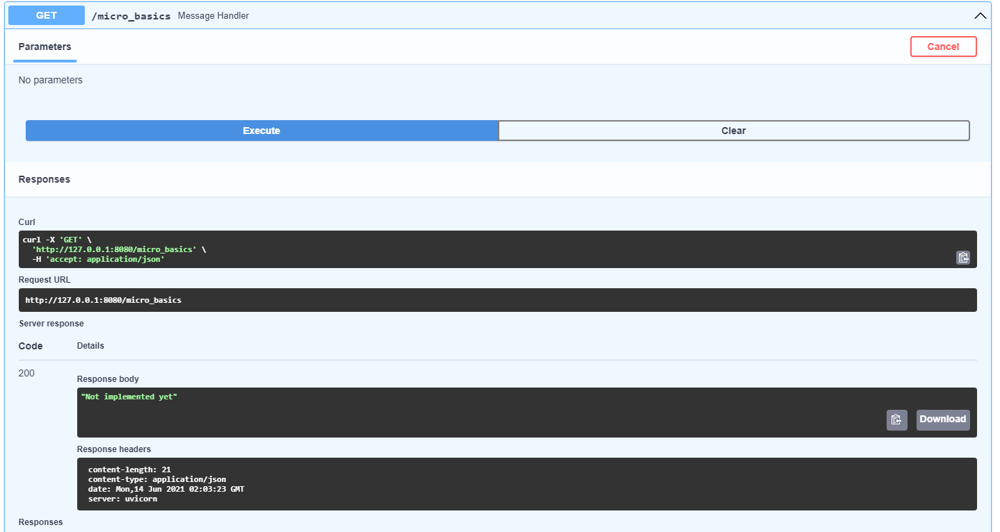 GET /micro_basics Message Handler
Parameters Cancel
No parameters
Execute Clear
Responses
Curl
curl -X 'GET' \
'http://127.0.0.1:8080/micro_basics' \
-H 'accept: application/json'
Request URL
http://127.0.0.1:8080/micro_basics
Server response
Code Details
200
Response body
"Not implemented yet"
Download
Response headers
content-length: 21
content-type: application/json
date: Mon,14 Jun 2021 02:03:23 GMT
server: uvicorn
Responses